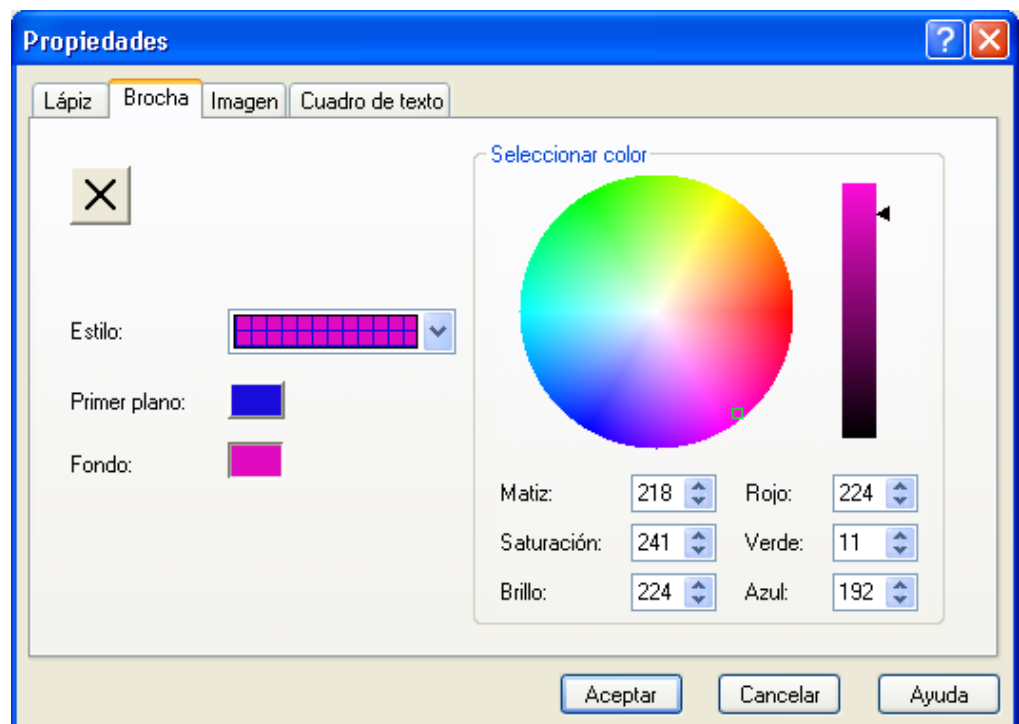 Propiedades
Lápiz Brocha Imagen Cuadro de texto
Seleccionar color
Estilo:
Primer plano:
Fondo:
Matiz: 218 Rojo: 224
Saturación: 241 Verde: 11
Brillo: 224 Azul: 192
Aceptar Cancelar Ayuda